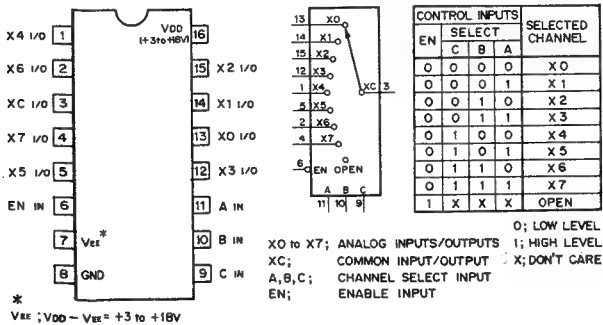 X4 I/O 1
VDD
(+3 to +18V)
16
X6 I/O 2
15 X2 I/O
XC I/O 3
14 X1 I/O
X7 I/O 4
13 X0 I/O
X5 I/O 5
12 X3 I/O
EN IN 6
11 A IN
7 VEE*
10 B IN
8 GND
9 C IN
*
VEE ; VDD – VEE = +3 to +18V
13 X0
14 X1
15 X2
12 X3
1 X4
XC 3
5 X5
2 X6
4 X7
6 EN OPEN
A B C
11 10 9
CONTROL INPUTS SELECTED CHANNEL
EN SELECT
C B A
0 0 0 0 X0
0 0 0 1 X1
0 0 1 0 X2
0 0 1 1 X3
0 1 0 0 X4
0 1 0 1 X5
0 1 1 0 X6
0 1 1 1 X7
1 X X X OPEN
0; LOW LEVEL
1; HIGH LEVEL
X; DON'T CARE
X0 to X7; ANALOG INPUTS/OUTPUTS
XC; COMMON INPUT/OUTPUT
A,B,C; CHANNEL SELECT INPUT
EN; ENABLE INPUT